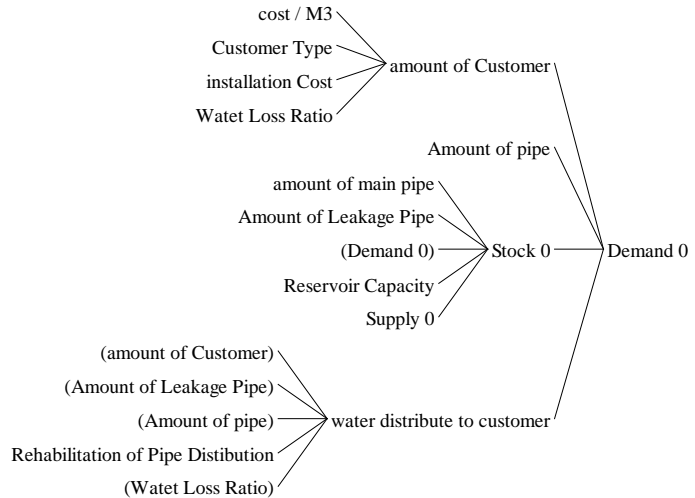 cost / M3
Customer Type
installation Cost
Watet Loss Ratio
amount of Customer
Amount of pipe
amount of main pipe
Amount of Leakage Pipe
(Demand 0)
Reservoir Capacity
Supply 0
Stock 0
Demand 0
(amount of Customer)
(Amount of Leakage Pipe)
(Amount of pipe)
Rehabilitation of Pipe Distibution
(Watet Loss Ratio)
water distribute to customer